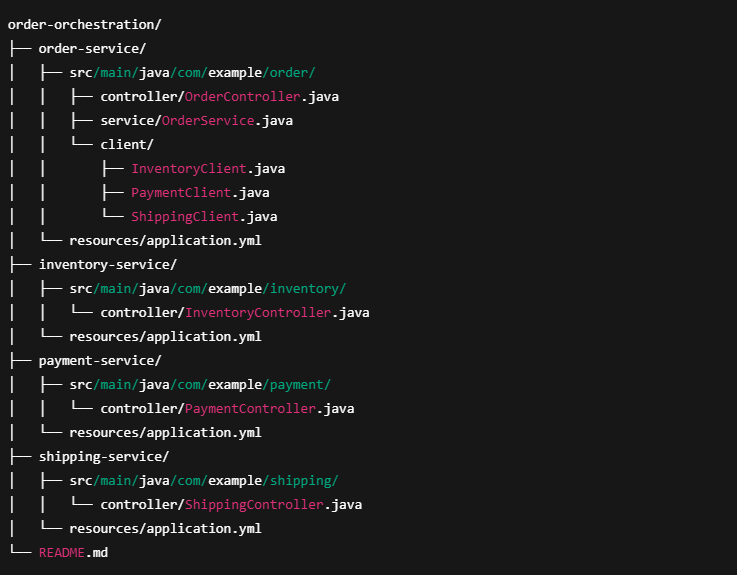 order-orchestration/
├── order-service/
│   ├── src/main/java/com/example/order/
│   │   ├── controller/OrderController.java
│   │   ├── service/OrderService.java
│   │   └── client/
│   │       ├── InventoryClient.java
│   │       ├── PaymentClient.java
│   │       └── ShippingClient.java
│   └── resources/application.yml
├── inventory-service/
│   ├── src/main/java/com/example/inventory/
│   │   └── controller/InventoryController.java
│   └── resources/application.yml
├── payment-service/
│   ├── src/main/java/com/example/payment/
│   │   └── controller/PaymentController.java
│   └── resources/application.yml
├── shipping-service/
│   ├── src/main/java/com/example/shipping/
│   │   └── controller/ShippingController.java
│   └── resources/application.yml
└── README.md